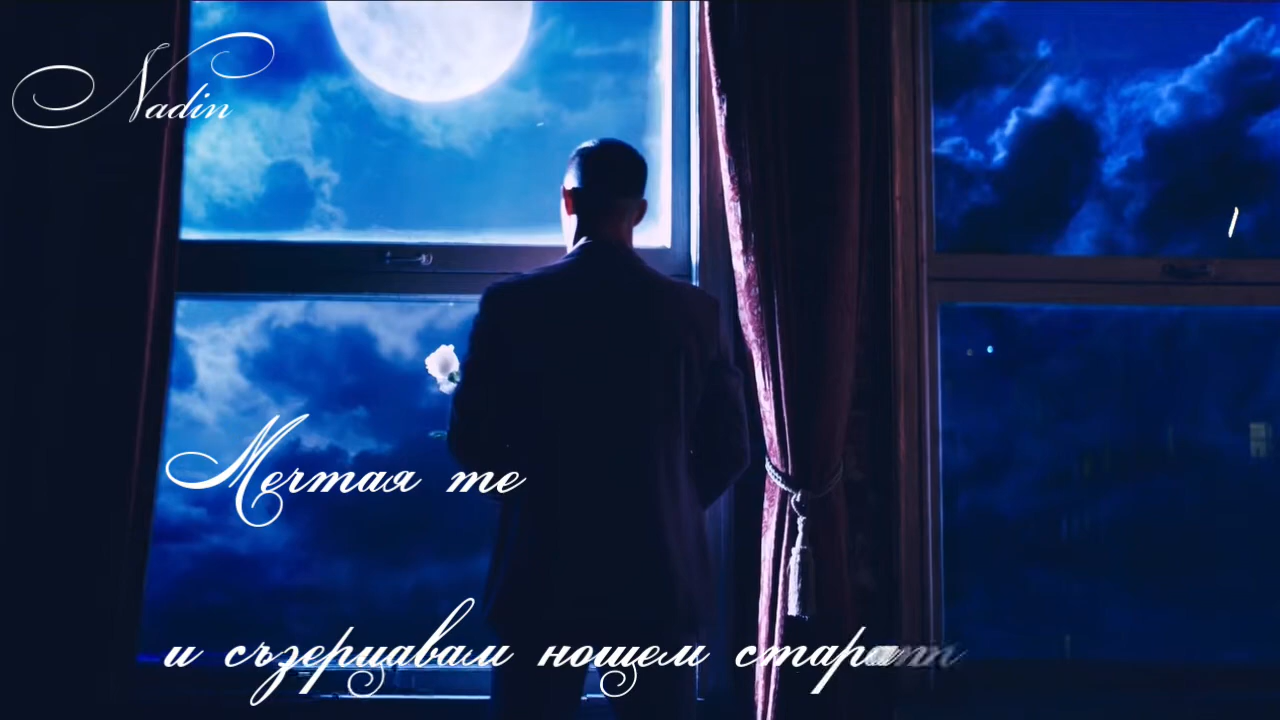 Nadin
Мечтая те
и съзерцавам нощем